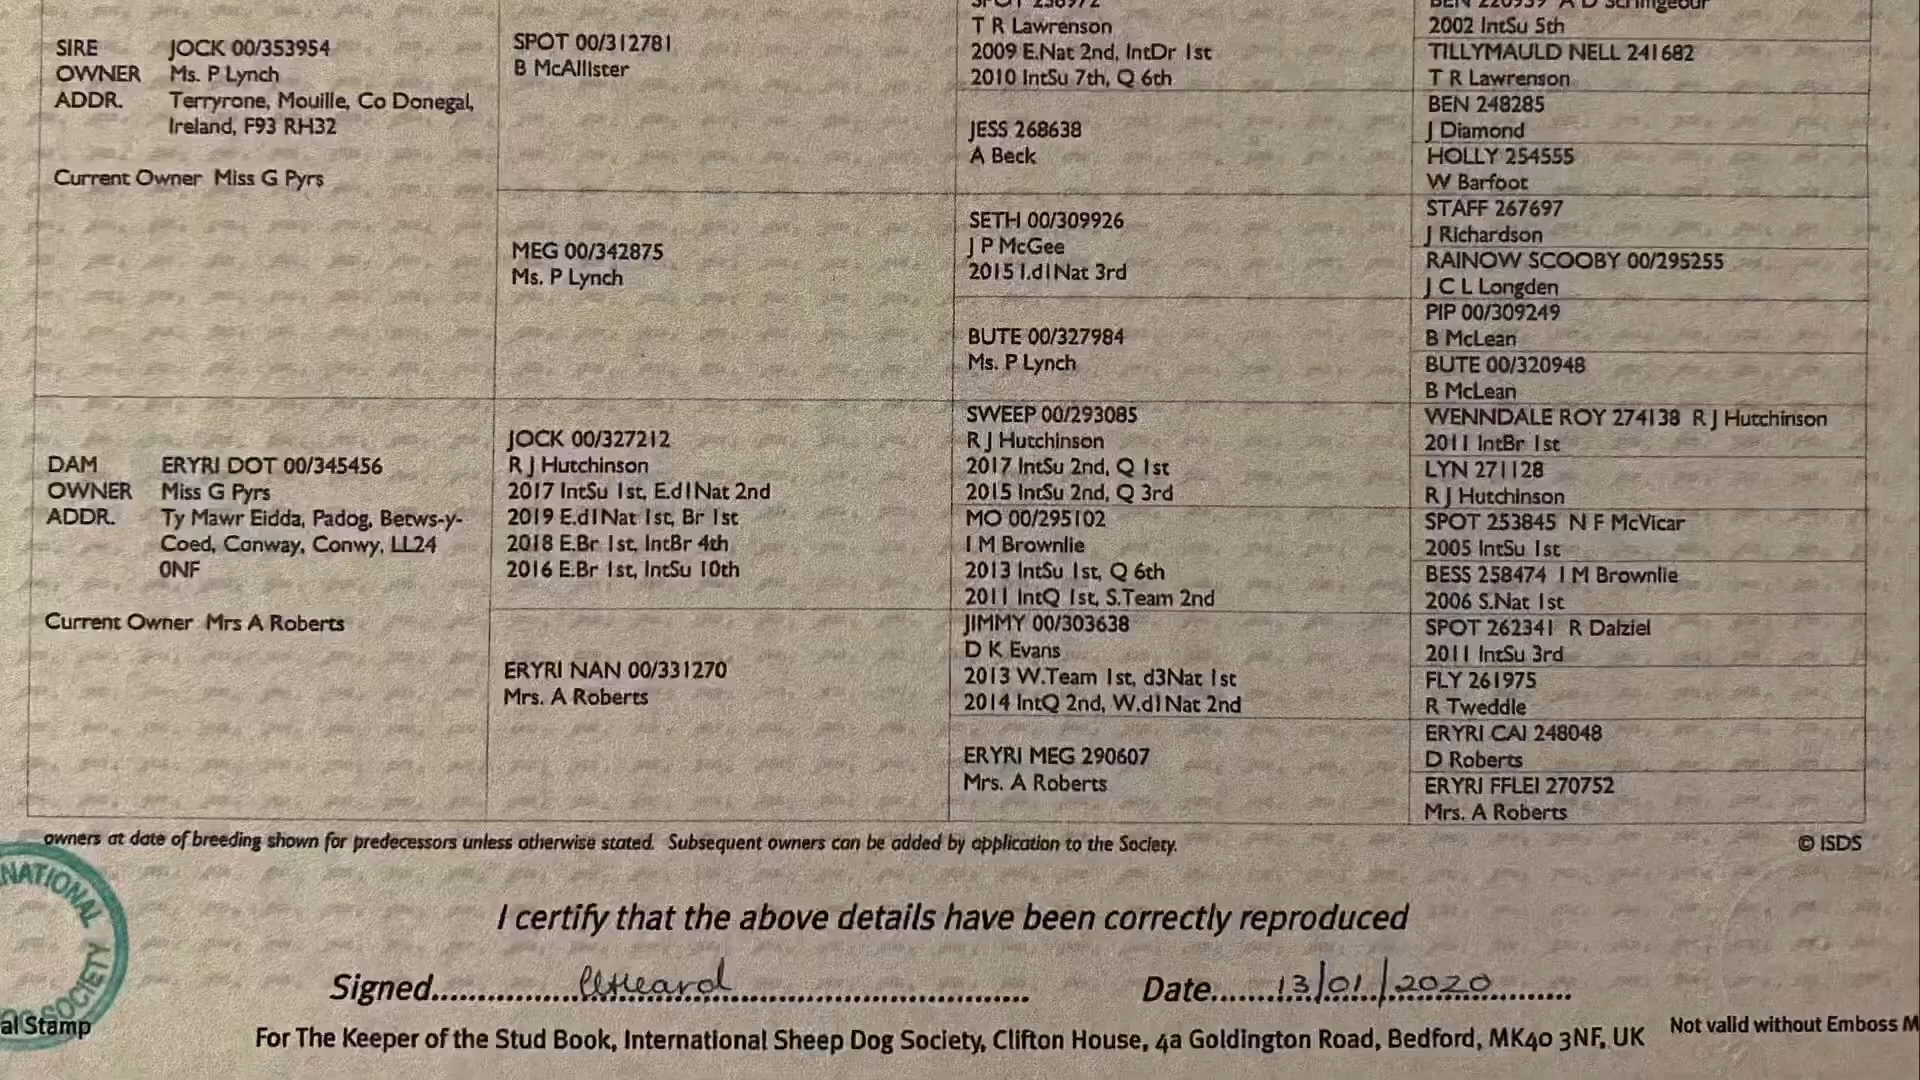 SIRE JOCK 00/353954
OWNER Ms. P Lynch
ADDR. Terryrone, Mouille, Co Donegal,
Ireland, F93 RH32
Current Owner Miss G Pyrs
SPOT 00/312781
B McAllister
MEG 00/342875
Ms. P Lynch
SPOT 238972
T R Lawrenson
2009 E.Nat 2nd, IntDr 1st
2010 IntSu 7th, Q 6th
JESS 268638
A Beck
SETH 00/309926
J P McGee
2015 I.d1Nat 3rd
BUTE 00/327984
Ms. P Lynch
BEN 220939 A D Scrimgeour
2002 IntSu 5th
TILLYMAULD NELL 241682
T R Lawrenson
BEN 248285
J Diamond
HOLLY 254555
W Barfoot
STAFF 267697
J Richardson
RAINOW SCOOBY 00/295255
J C L Longden
PIP 00/309249
B McLean
BUTE 00/320948
B McLean
DAM ERYRI DOT 00/345456
OWNER Miss G Pyrs
ADDR. Ty Mawr Eidda, Padog, Betws-y-
Coed, Conway, Conwy, LL24
0NF
Current Owner Mrs A Roberts
JOCK 00/327212
R J Hutchinson
2017 IntSu 1st, E.d1Nat 2nd
2019 E.d1Nat 1st, Br 1st
2018 E.Br 1st, IntBr 4th
2016 E.Br 1st, IntSu 10th
ERYRI NAN 00/331270
Mrs. A Roberts
SWEEP 00/293085
R J Hutchinson
2017 IntSu 2nd, Q 1st
2015 IntSu 2nd, Q 3rd
MO 00/295102
I M Brownlie
2013 IntSu 1st, Q 6th
2011 IntQ 1st, S.Team 2nd
JIMMY 00/303638
D K Evans
2013 W.Team 1st, d3Nat 1st
2014 IntQ 2nd, W.d1Nat 2nd
ERYRI MEG 290607
Mrs. A Roberts
WENNDALE ROY 274138 R J Hutchinson
2011 IntBr 1st
LYN 271128
R J Hutchinson
SPOT 253845 N F McVicar
2005 IntSu 1st
BESS 258474 I M Brownlie
2006 S.Nat 1st
SPOT 262341 R Dalziel
2011 IntSu 3rd
FLY 261975
R Tweddle
ERYRI CAI 248048
D Roberts
ERYRI FFLEI 270752
Mrs. A Roberts
owners at date of breeding shown for predecessors unless otherwise stated. Subsequent owners can be added by application to the Society.
© ISDS
NATIONAL
SOCIETY
al Stamp
I certify that the above details have been correctly reproduced
Signed
Date 13/01/2020
For The Keeper of the Stud Book, International Sheep Dog Society, Clifton House, 4a Goldington Road, Bedford, MK40 3NF, UK
Not valid without Emboss M